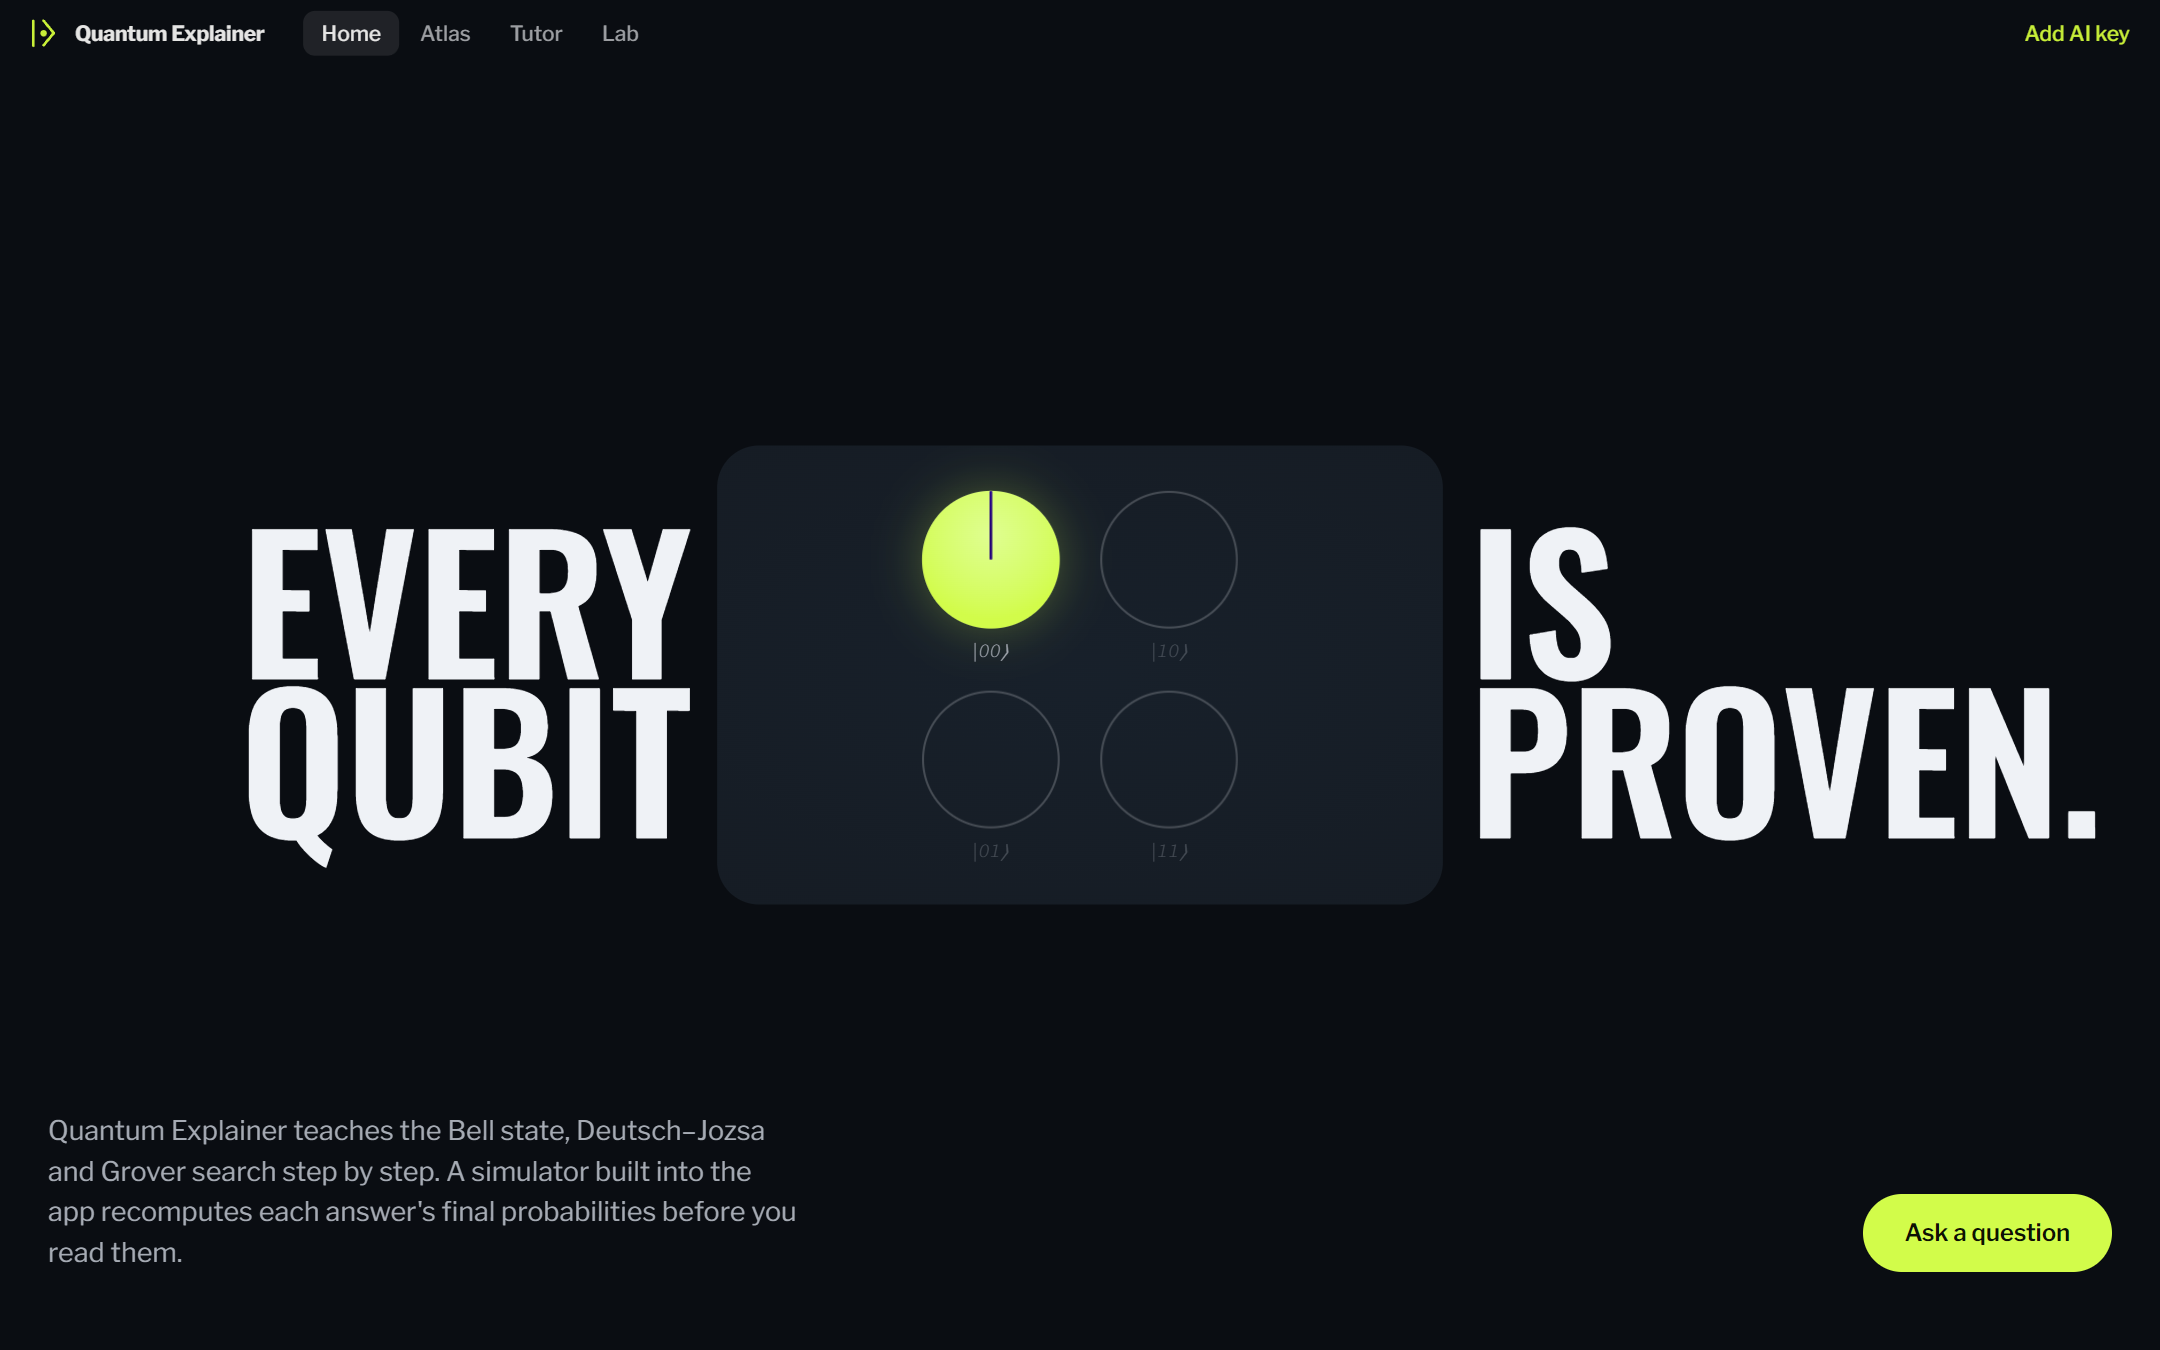 Quantum Explainer
Home
Atlas
Tutor
Lab
Add AI key
EVERY
QUBIT
|00⟩
|10⟩
|01⟩
|11⟩
IS
PROVEN.
Quantum Explainer teaches the Bell state, Deutsch–Jozsa
and Grover search step by step. A simulator built into the
app recomputes each answer's final probabilities before you
read them.
Ask a question